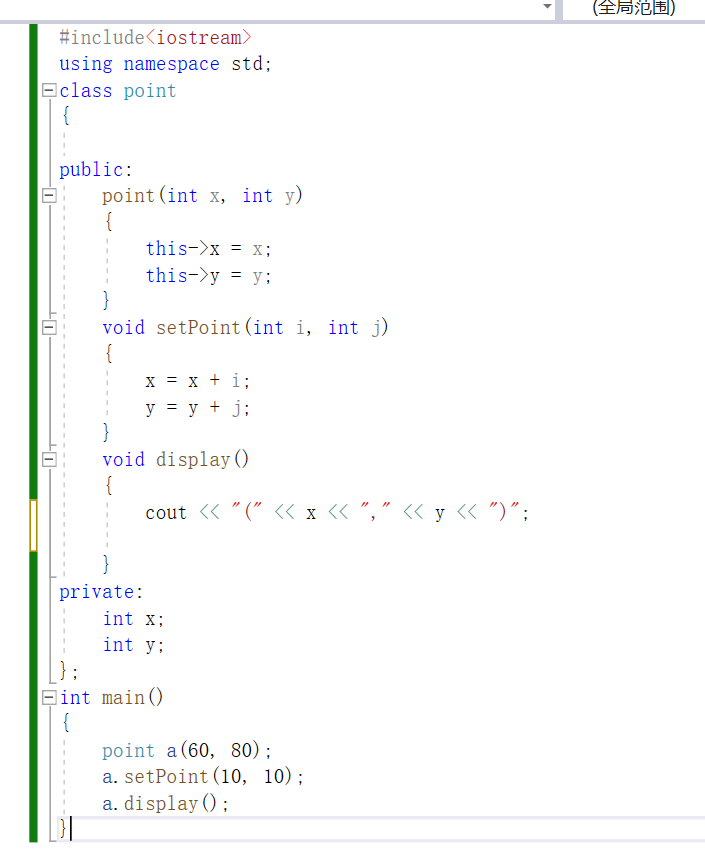 (全局范围)
#include<iostream>
using namespace std;
class point
{
public:
point(int x, int y)
{
this->x = x;
this->y = y;
}
void setPoint(int i, int j)
{
x = x + i;
y = y + j;
}
void display()
{
cout << "(" << x << "," << y << ")";
}
private:
int x;
int y;
};
int main()
{
point a(60, 80);
a.setPoint(10, 10);
a.display();
}